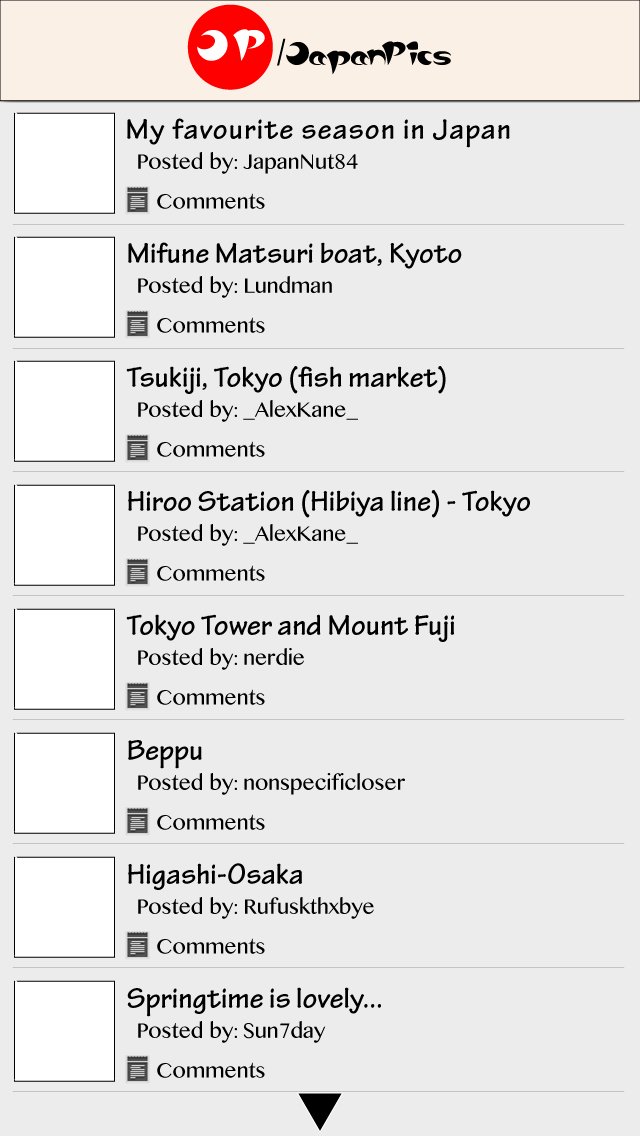 JP/JapanPics
My favourite season in Japan
Posted by: JapanNut84
Comments
Mifune Matsuri boat, Kyoto
Posted by: Lundman
Comments
Tsukiji, Tokyo (fish market)
Posted by: _AlexKane_
Comments
Hiroo Station (Hibiya line) - Tokyo
Posted by: _AlexKane_
Comments
Tokyo Tower and Mount Fuji
Posted by: nerdie
Comments
Beppu
Posted by: nonspecificloser
Comments
Higashi-Osaka
Posted by: Rufuskthxbye
Comments
Springtime is lovely...
Posted by: Sun7day
Comments